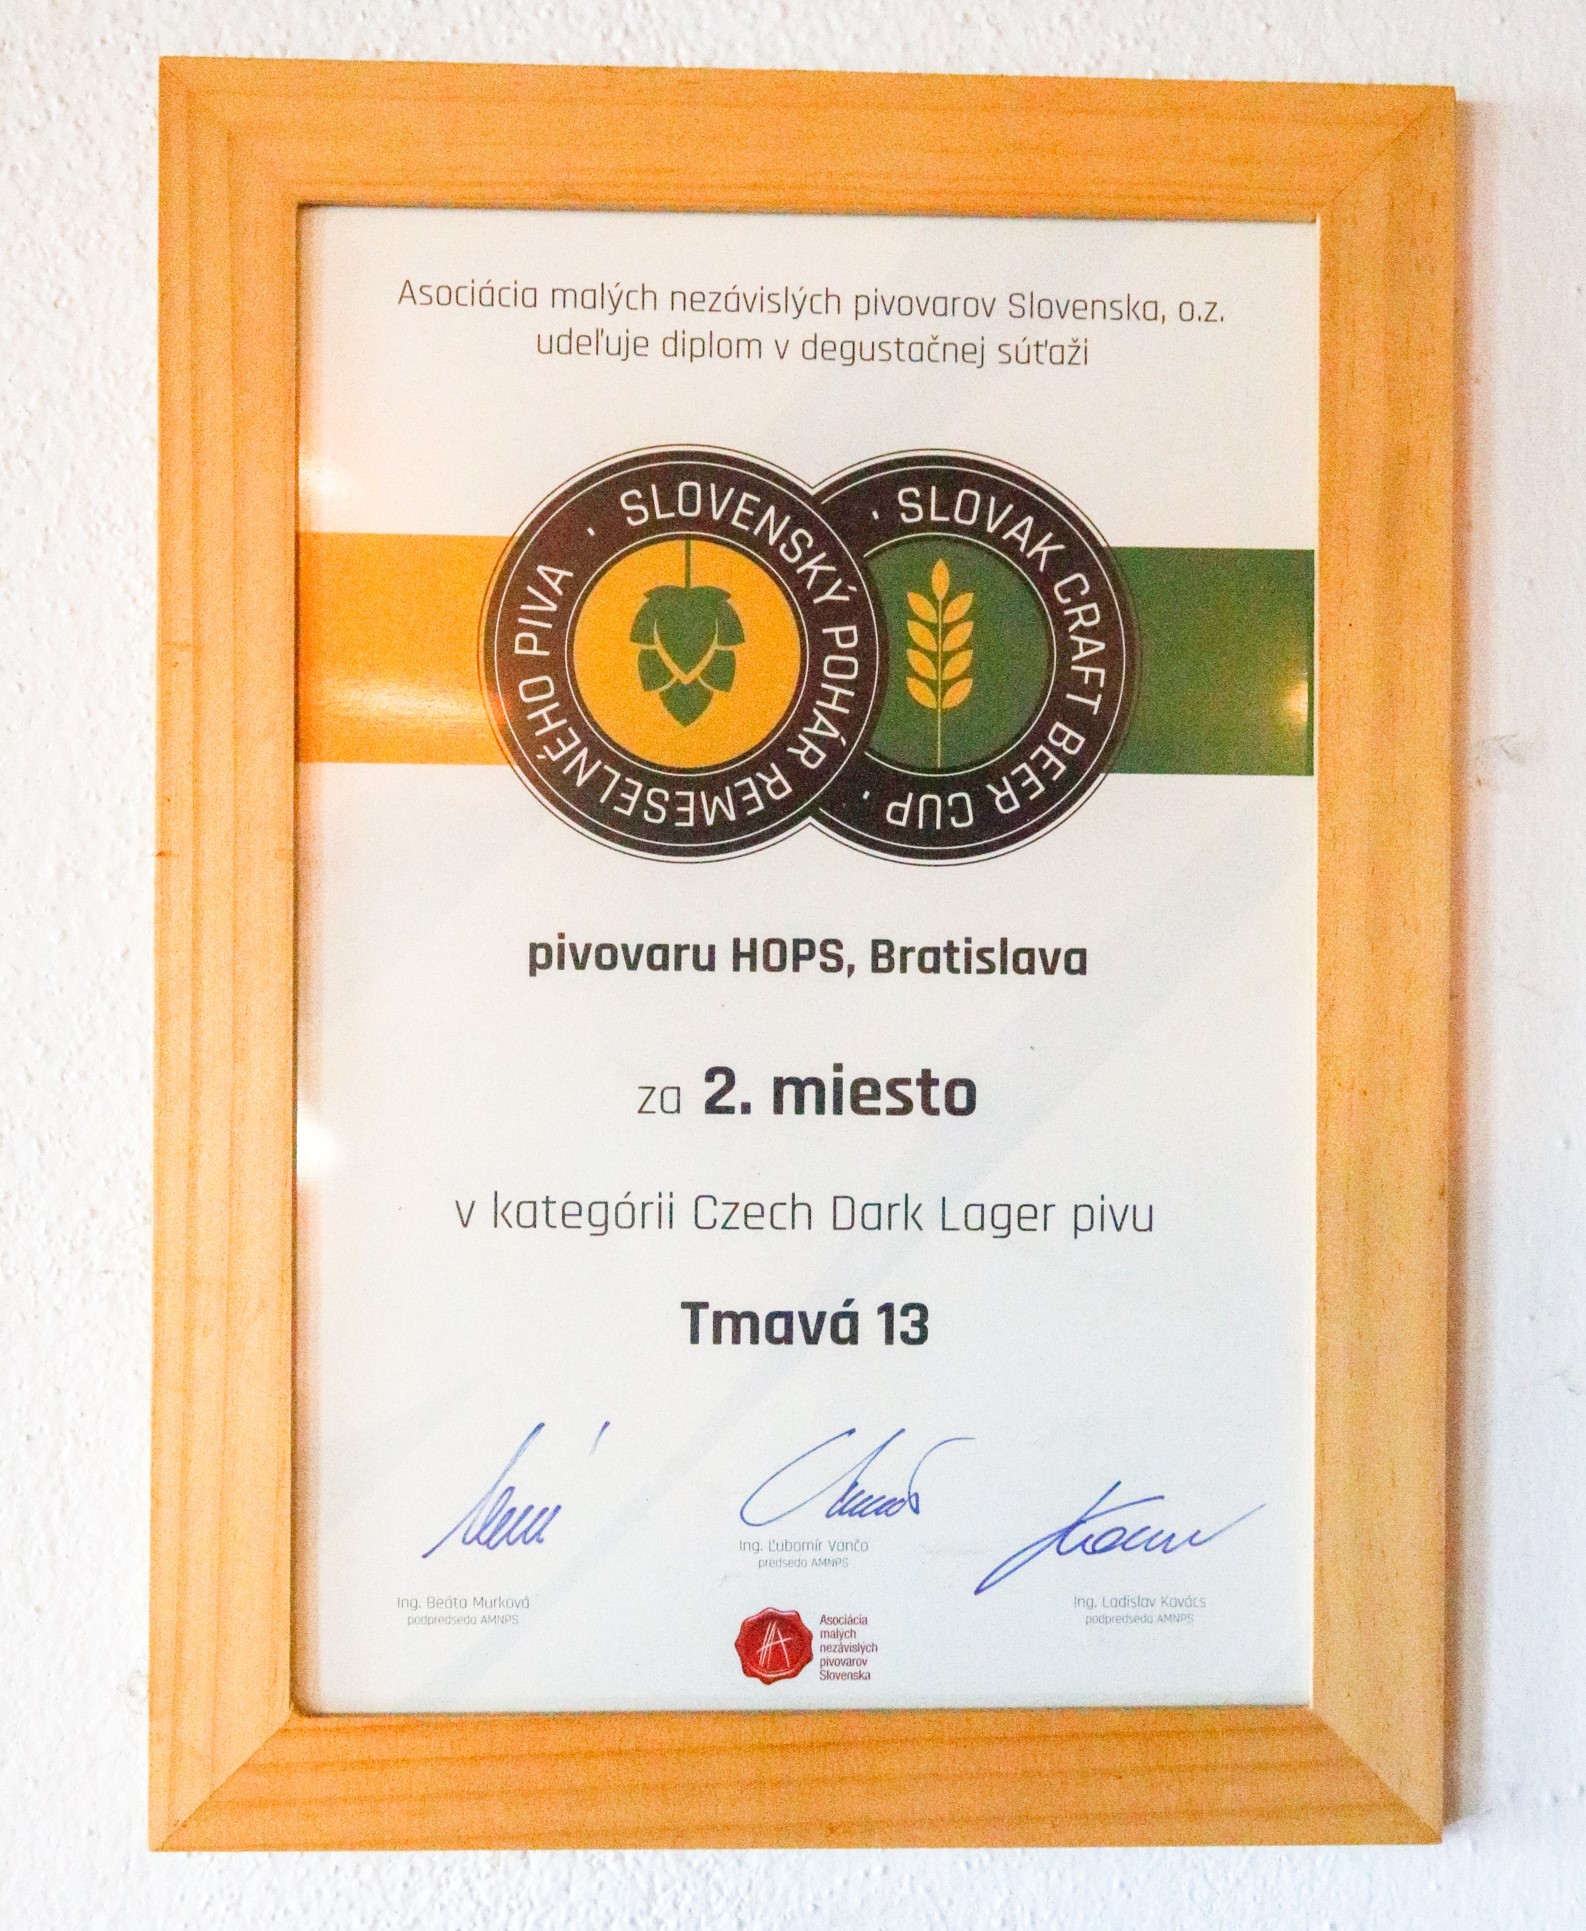 Asociácia malých nezávislých pivovarov Slovenska, o.z.
udeľuje diplom v degustačnej súťaži
· SLOVENSKÝ POHÁR REMESELNÉHO PIVA
· SLOVAK CRAFT BEER CUP ·
pivovaru HOPS, Bratislava
za 2. miesto
v kategórii Czech Dark Lager pivu
Tmavá 13
Ing. Ľubomír Vančo
predseda AMNPS
Ing. Beáta Murková
podpredseda AMNPS
Ing. Ladislav Kovács
podpredseda AMNPS
Asociácia
malých
nezávislých
pivovarov
Slovenska